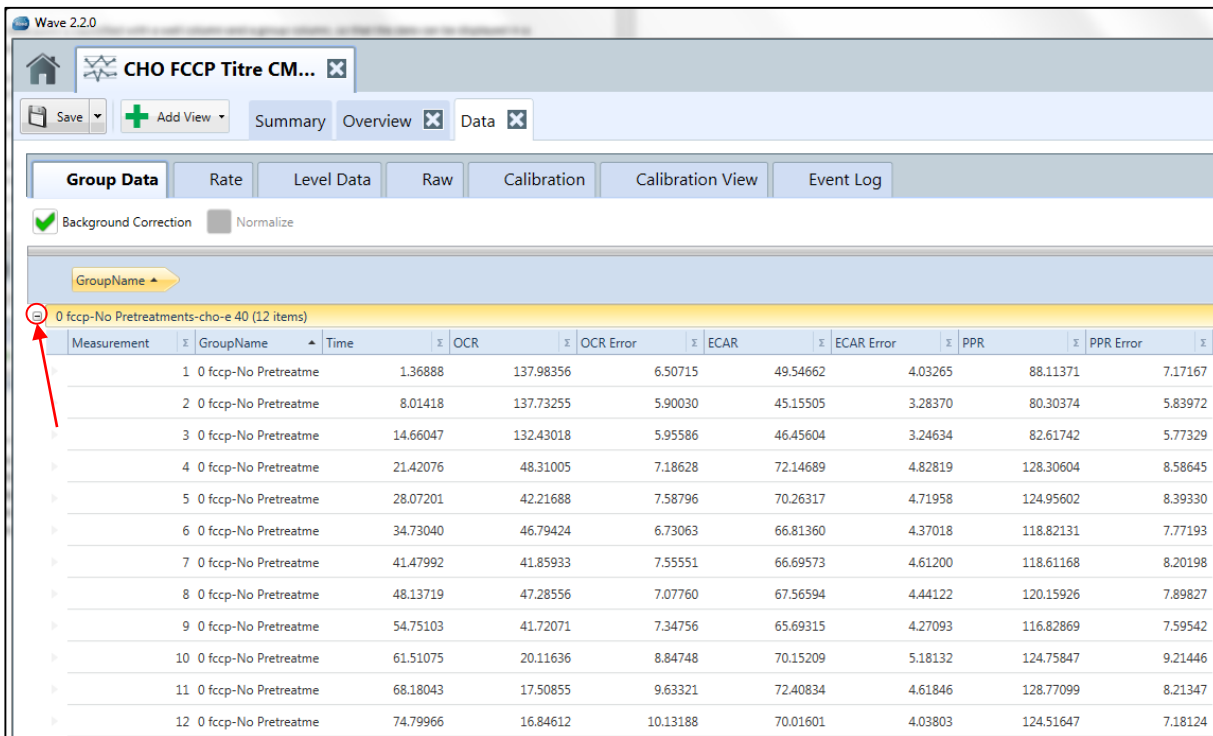 Wave 2.2.0
CHO FCCP Titre CM...
Save Add View Summary Overview Data
Group Data Rate Level Data Raw Calibration Calibration View Event Log
Background Correction Normalize
GroupName
0 fccp-No Pretreatments-cho-e 40 (12 items)
Measurement Σ GroupName Time Σ OCR Σ OCR Error Σ ECAR Σ ECAR Error Σ PPR Σ PPR Error Σ
1 0 fccp-No Pretreatme 1.36888 137.98356 6.50715 49.54662 4.03265 88.11371 7.17167
2 0 fccp-No Pretreatme 8.01418 137.73255 5.90030 45.15505 3.28370 80.30374 5.83972
3 0 fccp-No Pretreatme 14.66047 132.43018 5.95586 46.45604 3.24634 82.61742 5.77329
4 0 fccp-No Pretreatme 21.42076 48.31005 7.18628 72.14689 4.82819 128.30604 8.58645
5 0 fccp-No Pretreatme 28.07201 42.21688 7.58796 70.26317 4.71958 124.95602 8.39330
6 0 fccp-No Pretreatme 34.73040 46.79424 6.73063 66.81360 4.37018 118.82131 7.77193
7 0 fccp-No Pretreatme 41.47992 41.85933 7.55551 66.69573 4.61200 118.61168 8.20198
8 0 fccp-No Pretreatme 48.13719 47.28556 7.07760 67.56594 4.44122 120.15926 7.89827
9 0 fccp-No Pretreatme 54.75103 41.72071 7.34756 65.69315 4.27093 116.82869 7.59542
10 0 fccp-No Pretreatme 61.51075 20.11636 8.84748 70.15209 5.18132 124.75847 9.21446
11 0 fccp-No Pretreatme 68.18043 17.50855 9.63321 72.40834 4.61846 128.77099 8.21347
12 0 fccp-No Pretreatme 74.79966 16.84612 10.13188 70.01601 4.03803 124.51647 7.18124